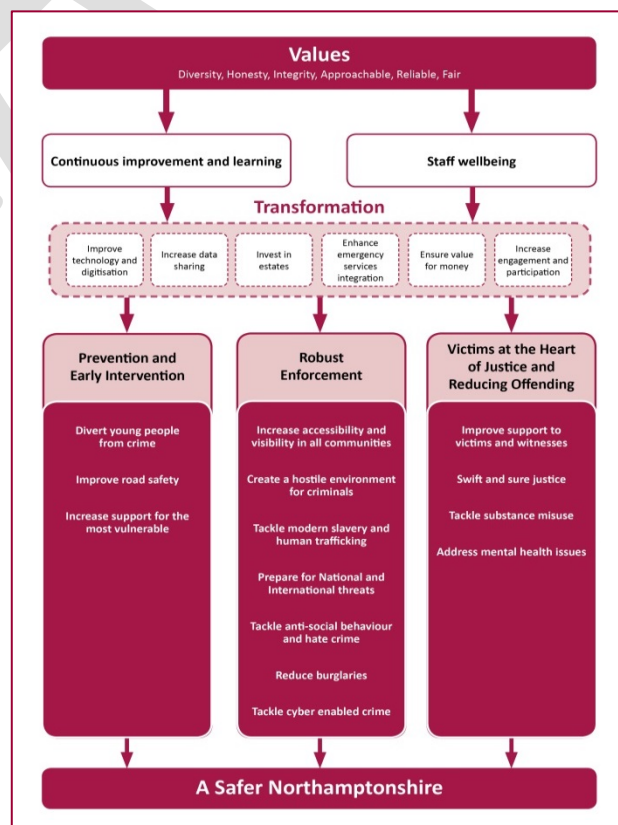 Values
Diversity, Honesty, Integrity, Approachable, Reliable, Fair
Continuous improvement and learning
Staff wellbeing
Transformation
Improve
technology and
digitisation
Increase data
sharing
Invest in
estates
Enhance
emergency
services
integration
Ensure value
for money
Increase
engagement and
participation
Prevention and
Early Intervention
Divert young people
from crime
Improve road safety
Increase support for the
most vulnerable
Robust
Enforcement
Increase accessibility and
visibility in all communities
Create a hostile environment
for criminals
Tackle modern slavery and
human trafficking
Prepare for National and
International threats
Tackle anti-social behaviour
and hate crime
Reduce burglaries
Tackle cyber enabled crime
Victims at the Heart
of Justice and
Reducing Offending
Improve support to
victims and witnesses
Swift and sure justice
Tackle substance misuse
Address mental health issues
A Safer Northamptonshire